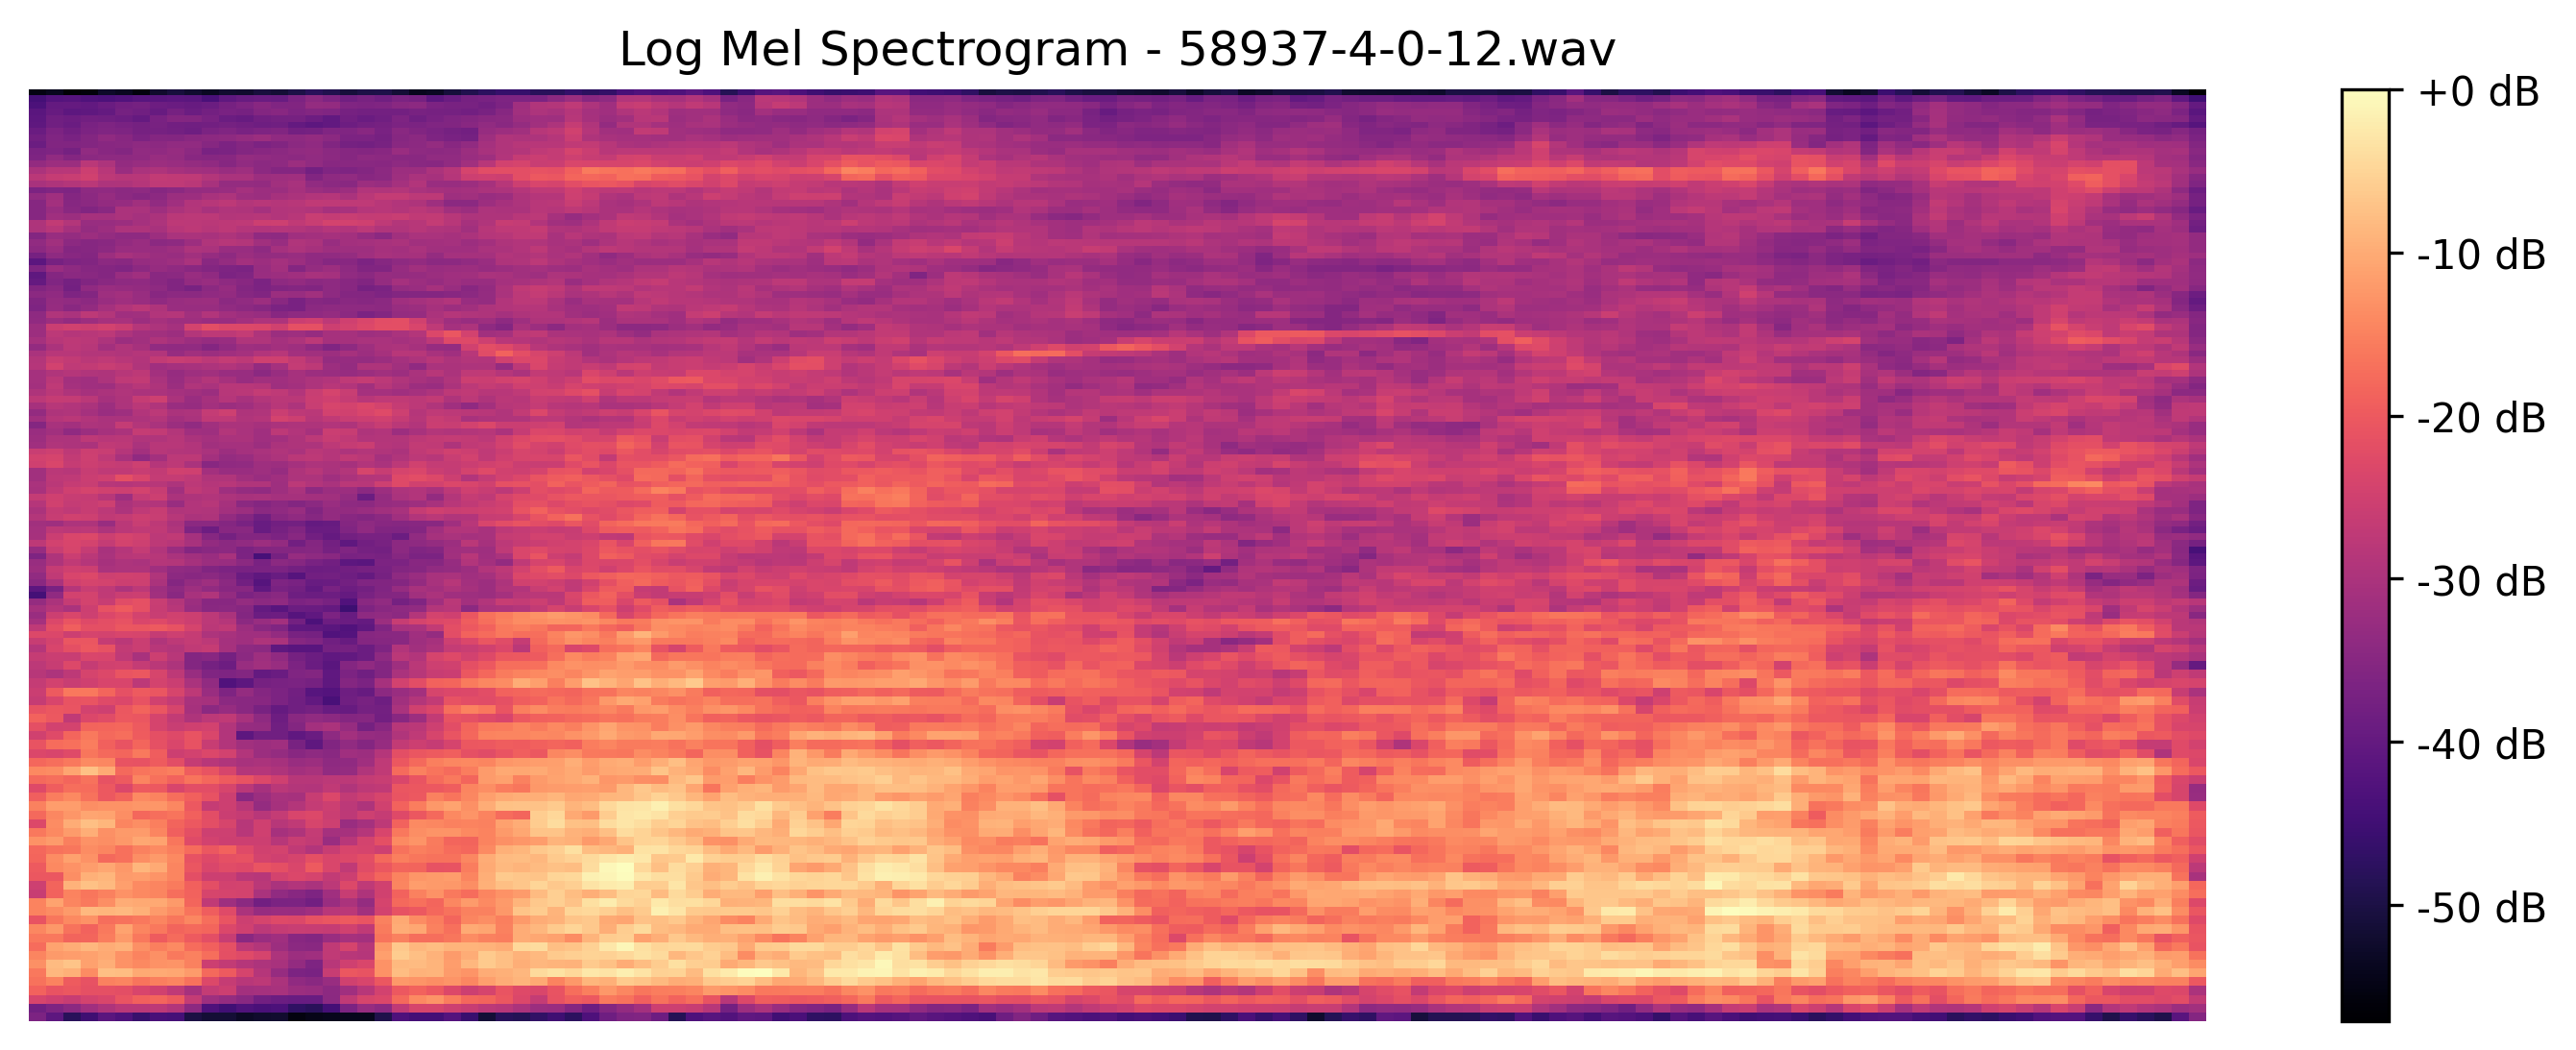 Log Mel Spectrogram - 58937-4-0-12.wav
+0 dB
-10 dB
-20 dB
-30 dB
-40 dB
-50 dB